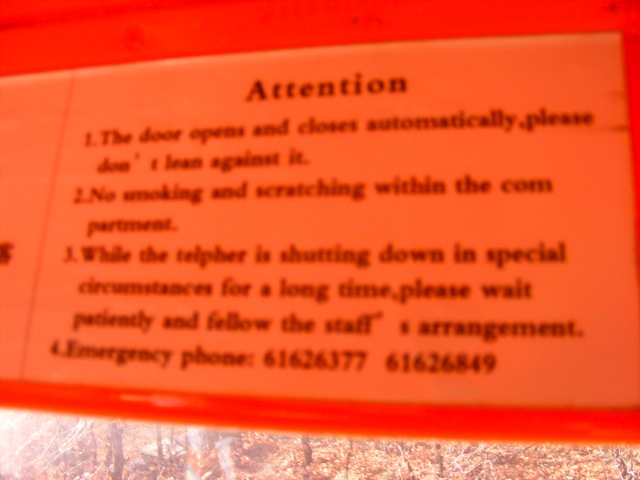 Attention
1.The door opens and closes automatically,please
don't lean against it.
2.No smoking and scratching within the com
partment.
3.While the telpher is shutting down in special
circumstances for a long time,please wait
patiently and fellow the staff's arrangement.
4.Emergency phone: 61626377 61626849